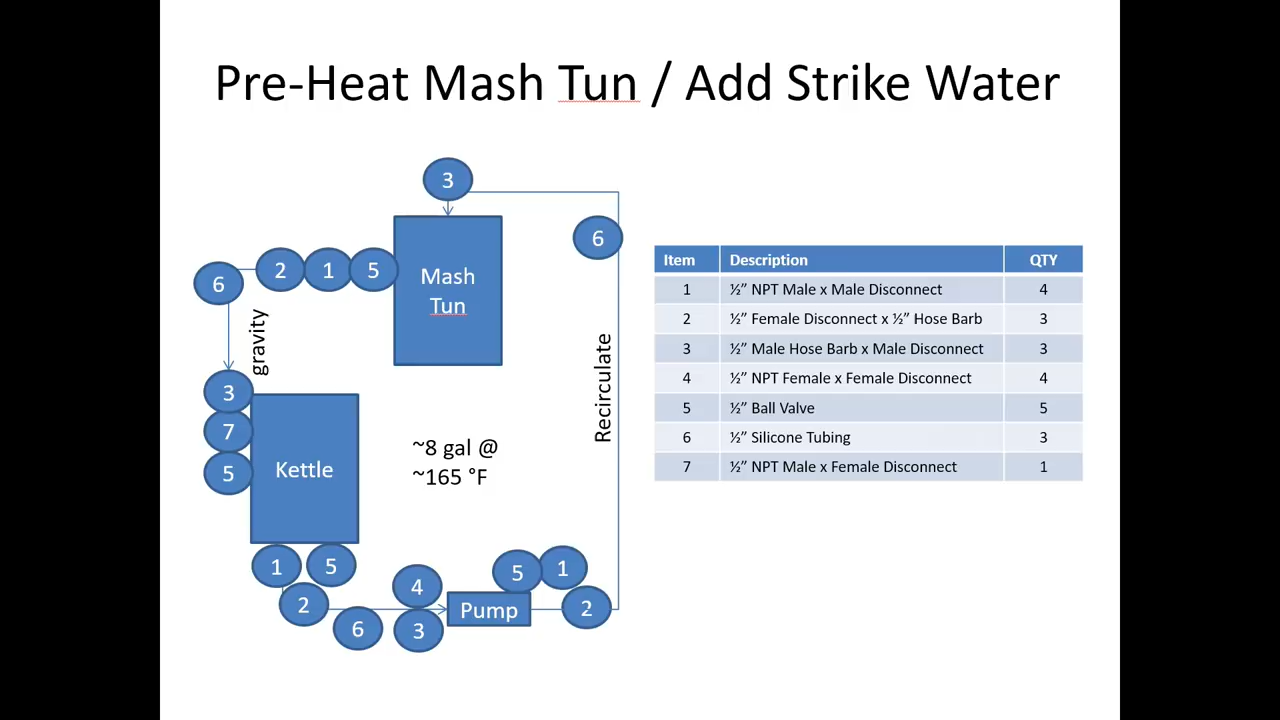 Pre-Heat Mash Tun / Add Strike Water
3
6
2
1
5
6
Mash
Tun
gravity
Recirculate
3
7
5
Kettle
~8 gal @
~165 °F
1
5
2
6
4
3
Pump
5
1
2
Item Description QTY
1 ½” NPT Male x Male Disconnect 4
2 ½” Female Disconnect x ½” Hose Barb 3
3 ½” Male Hose Barb x Male Disconnect 3
4 ½” NPT Female x Female Disconnect 4
5 ½” Ball Valve 5
6 ½” Silicone Tubing 3
7 ½” NPT Male x Female Disconnect 1